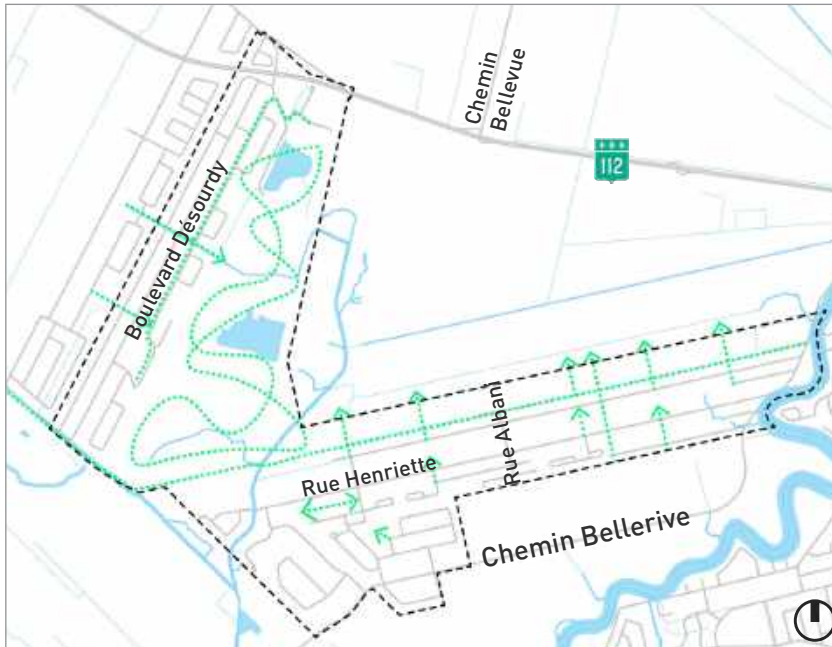 Chemin
Bellevue
112
Boulevard Désourdy
Rue Albani
Rue Henriette
Chemin Bellerive